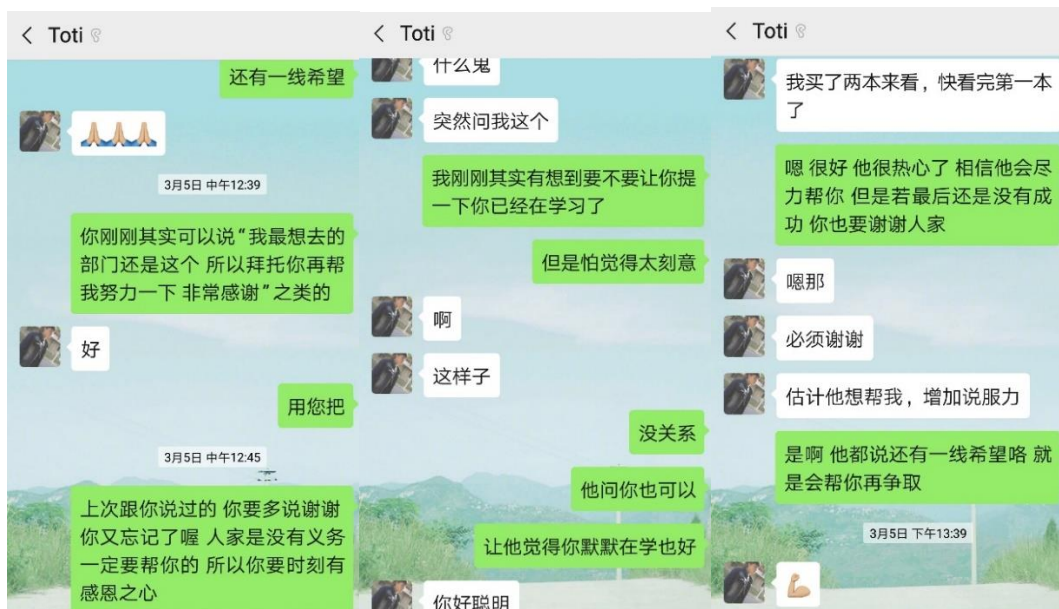 Toti
还有一线希望
🙏🙏🙏
3月5日 中午12:39
你刚刚其实可以说“我最想去的
部门还是这个 所以拜托你再帮
我努力一下 非常感谢”之类的
好
用您把
3月5日 中午12:45
上次跟你说过的 你要多说谢谢
你又忘记了喔 人家是没有义务
一定要帮你的 所以你要时刻有
感恩之心
Toti
什么鬼
突然问我这个
我刚刚其实有想到要不要让你提
一下你已经在学习了
但是怕觉得太刻意
啊
这样子
没关系
他问你也可以
让他觉得你默默在学也好
你好聪明
Toti
我买了两本来看，快看完第一本
了
嗯 很好 他很热心了 相信他会尽
力帮你 但是若最后还是没有成
功 你也要谢谢人家
嗯那
必须谢谢
估计他想帮我，增加说服力
是啊 他都说还有一线希望咯 就
是会帮你再争取
3月5日 下午13:39
💪